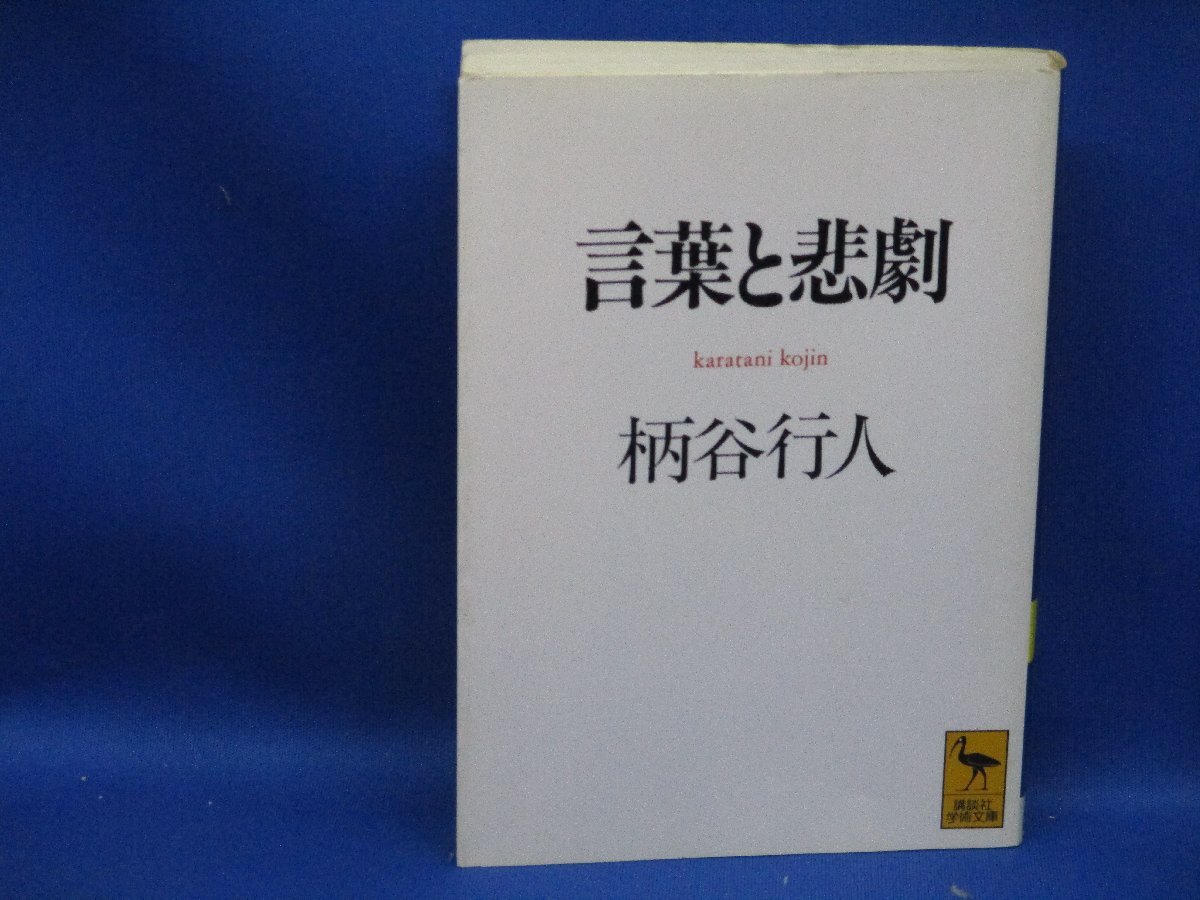 言葉と悲劇
karatani kojin
柄谷行人
講談社
学術文庫